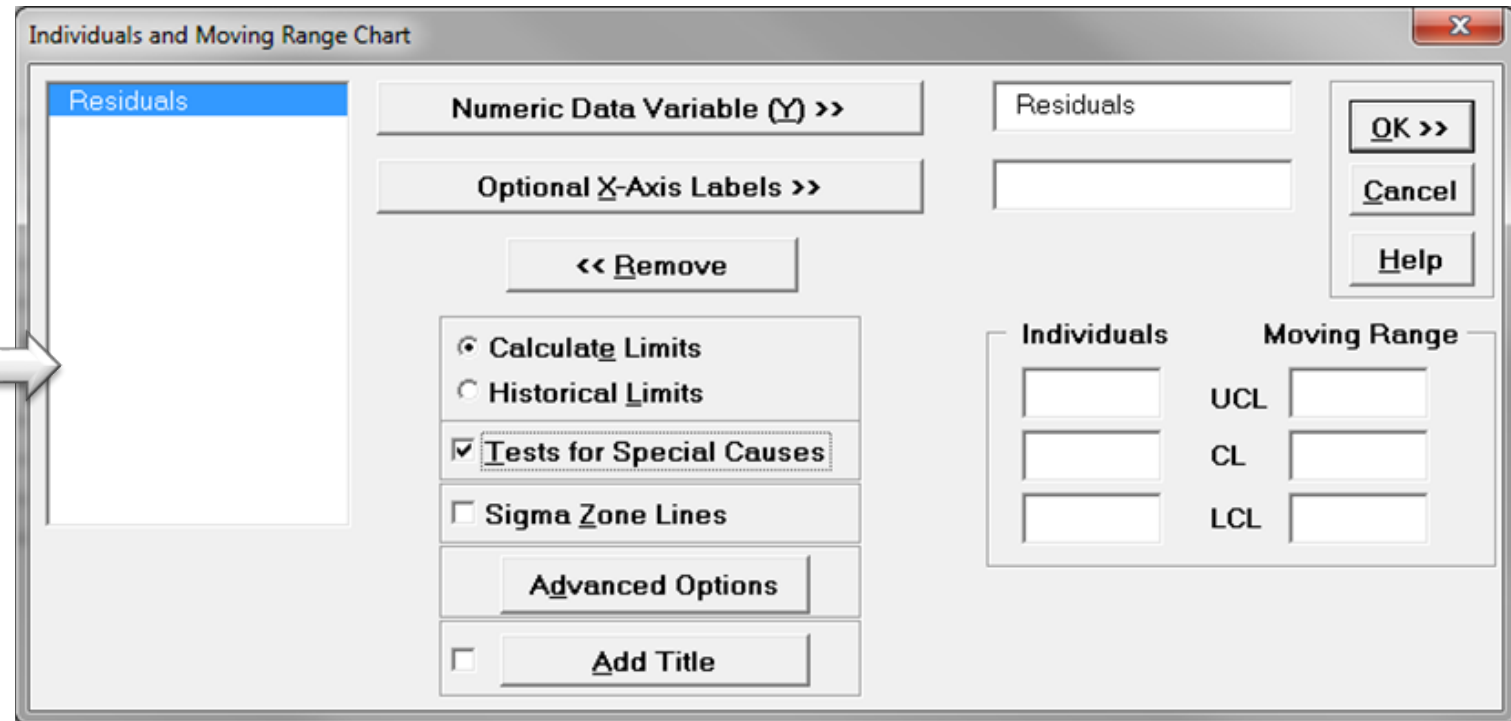 Individuals and Moving Range Chart
Residuals
Numeric Data Variable (Y) >>
Residuals
OK >>
Optional X-Axis Labels >>
Cancel
<< Remove
Help
Calculate Limits
Historical Limits
Tests for Special Causes
Sigma Zone Lines
Advanced Options
Add Title
Individuals Moving Range
UCL
CL
LCL